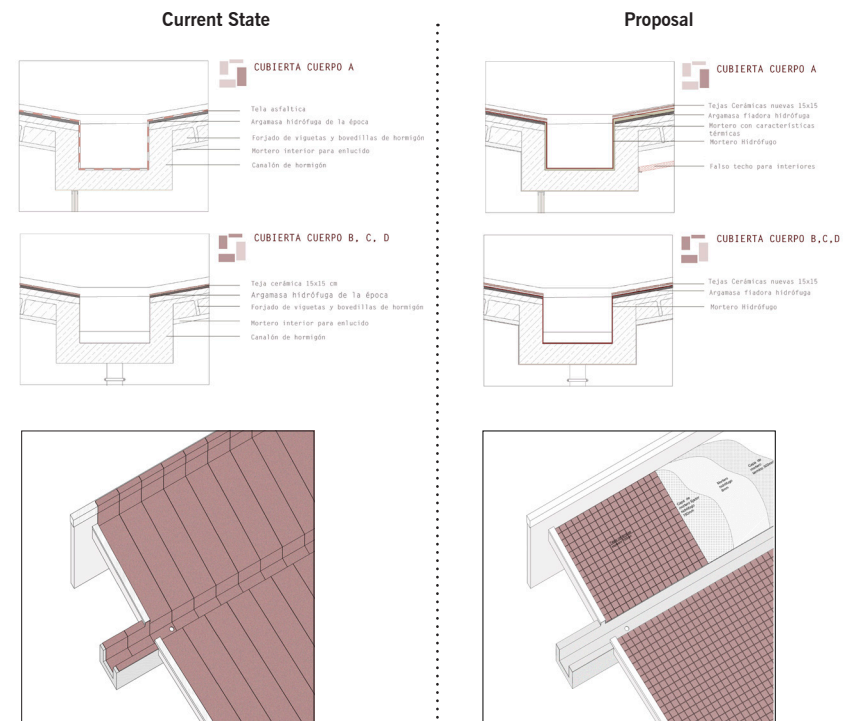 Current State
CUBIERTA CUERPO A
Tela asfaltica
Argamasa hidrófuga de la época
Forjado de viguetas y bovedillas de hormigón
Mortero interior para enlucido
Canalón de hormigón
CUBIERTA CUERPO B, C, D
Teja cerámica 15x15 cm
Argamasa hidrófuga de la época
Forjado de viguetas y bovedillas de hormigón
Mortero interior para enlucido
Canalón de hormigón
Proposal
CUBIERTA CUERPO A
Tejas Cerámicas nuevas 15x15
Argamasa fiadora hidrófuga
Mortero con características
térmicas
Mortero Hidrófugo
Falso techo para interiores
CUBIERTA CUERPO B,C,D
Tejas Cerámicas nuevas 15x15
Argamasa fiadora hidrófuga
Mortero Hidrófugo